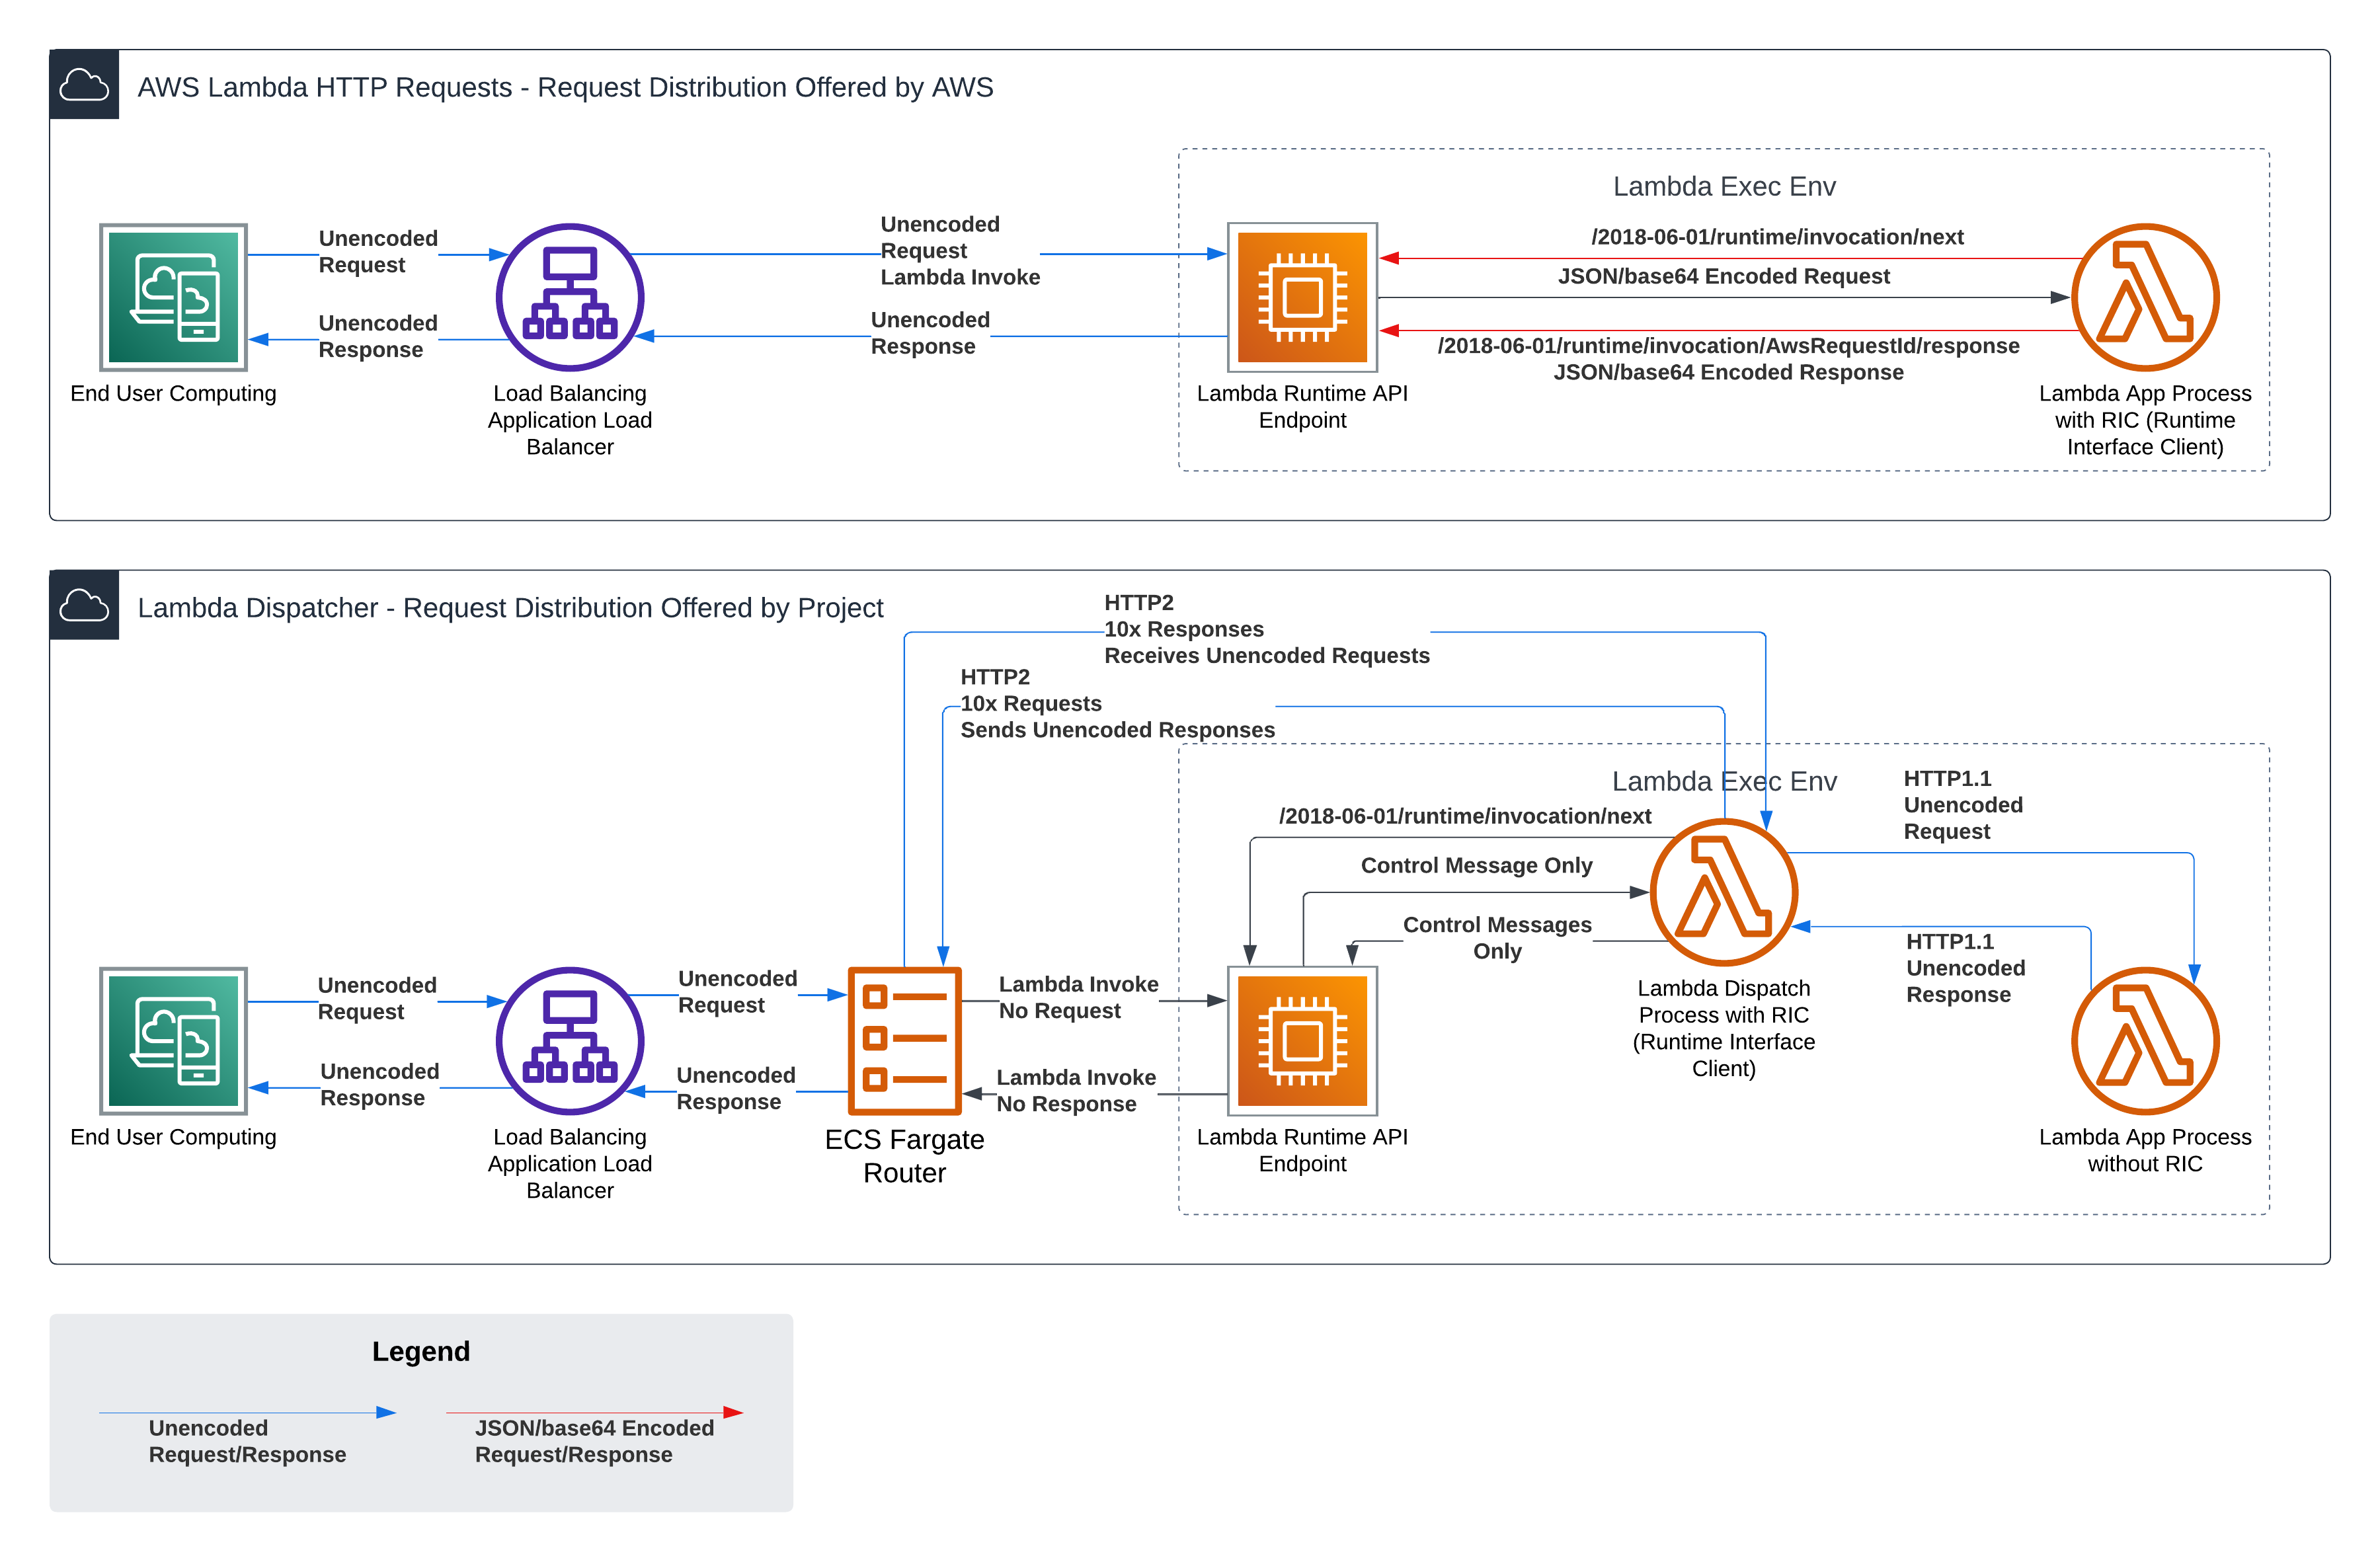 AWS Lambda HTTP Requests - Request Distribution Offered by AWS
Lambda Exec Env
Unencoded
Request
Unencoded
Response
Unencoded
Request
Lambda Invoke
Unencoded
Response
/2018-06-01/runtime/invocation/next
JSON/base64 Encoded Request
/2018-06-01/runtime/invocation/AwsRequestId/response
JSON/base64 Encoded Response
End User Computing
Load Balancing
Application Load
Balancer
Lambda Runtime API
Endpoint
Lambda App Process
with RIC (Runtime
Interface Client)
Lambda Dispatcher - Request Distribution Offered by Project
HTTP2
10x Responses
Receives Unencoded Requests
HTTP2
10x Requests
Sends Unencoded Responses
Lambda Exec Env
/2018-06-01/runtime/invocation/next
Control Message Only
Control Messages
Only
HTTP1.1
Unencoded
Request
HTTP1.1
Unencoded
Response
Unencoded
Request
Unencoded
Response
Unencoded
Request
Unencoded
Response
Lambda Invoke
No Request
Lambda Invoke
No Response
Lambda Dispatch
Process with RIC
(Runtime Interface
Client)
End User Computing
Load Balancing
Application Load
Balancer
ECS Fargate
Router
Lambda Runtime API
Endpoint
Lambda App Process
without RIC
Legend
Unencoded
Request/Response
JSON/base64 Encoded
Request/Response